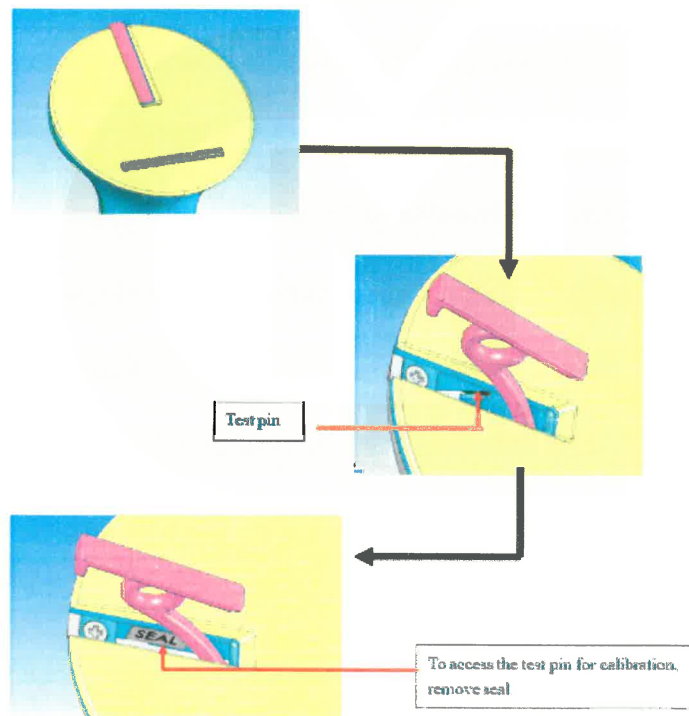 Test pin
SEAL
To access the test pin for calibration,
remove seal